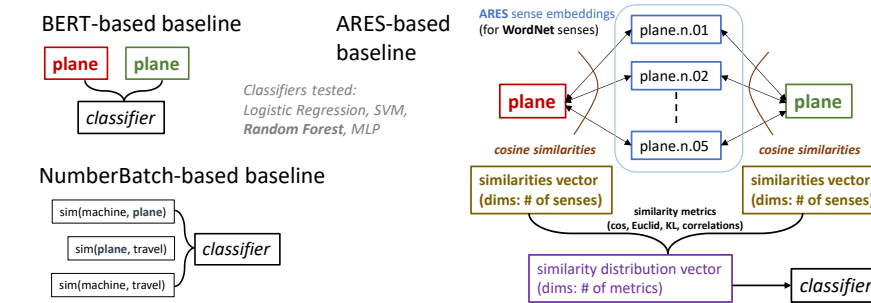 BERT-based baseline
plane
plane
classifier
Classifiers tested:
Logistic Regression, SVM,
Random Forest, MLP
NumberBatch-based baseline
sim(machine, plane)
sim(plane, travel)
sim(machine, travel)
classifier
ARES-based
baseline
ARES sense embeddings
(for WordNet senses)
plane.n.01
plane.n.02
plane.n.05
plane
plane
cosine similarities
cosine similarities
similarities vector
(dims: # of senses)
similarities vector
(dims: # of senses)
similarity metrics
(cos, Euclid, KL, correlations)
similarity distribution vector
(dims: # of metrics)
classifier